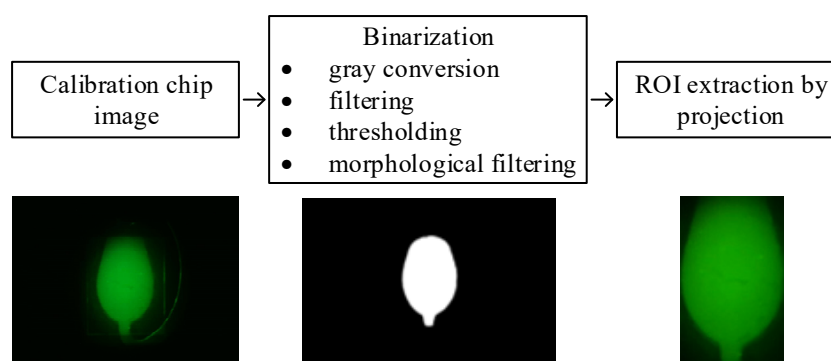 Calibration chip
image
Binarization
• gray conversion
• filtering
• thresholding
• morphological filtering
ROI extraction by
projection